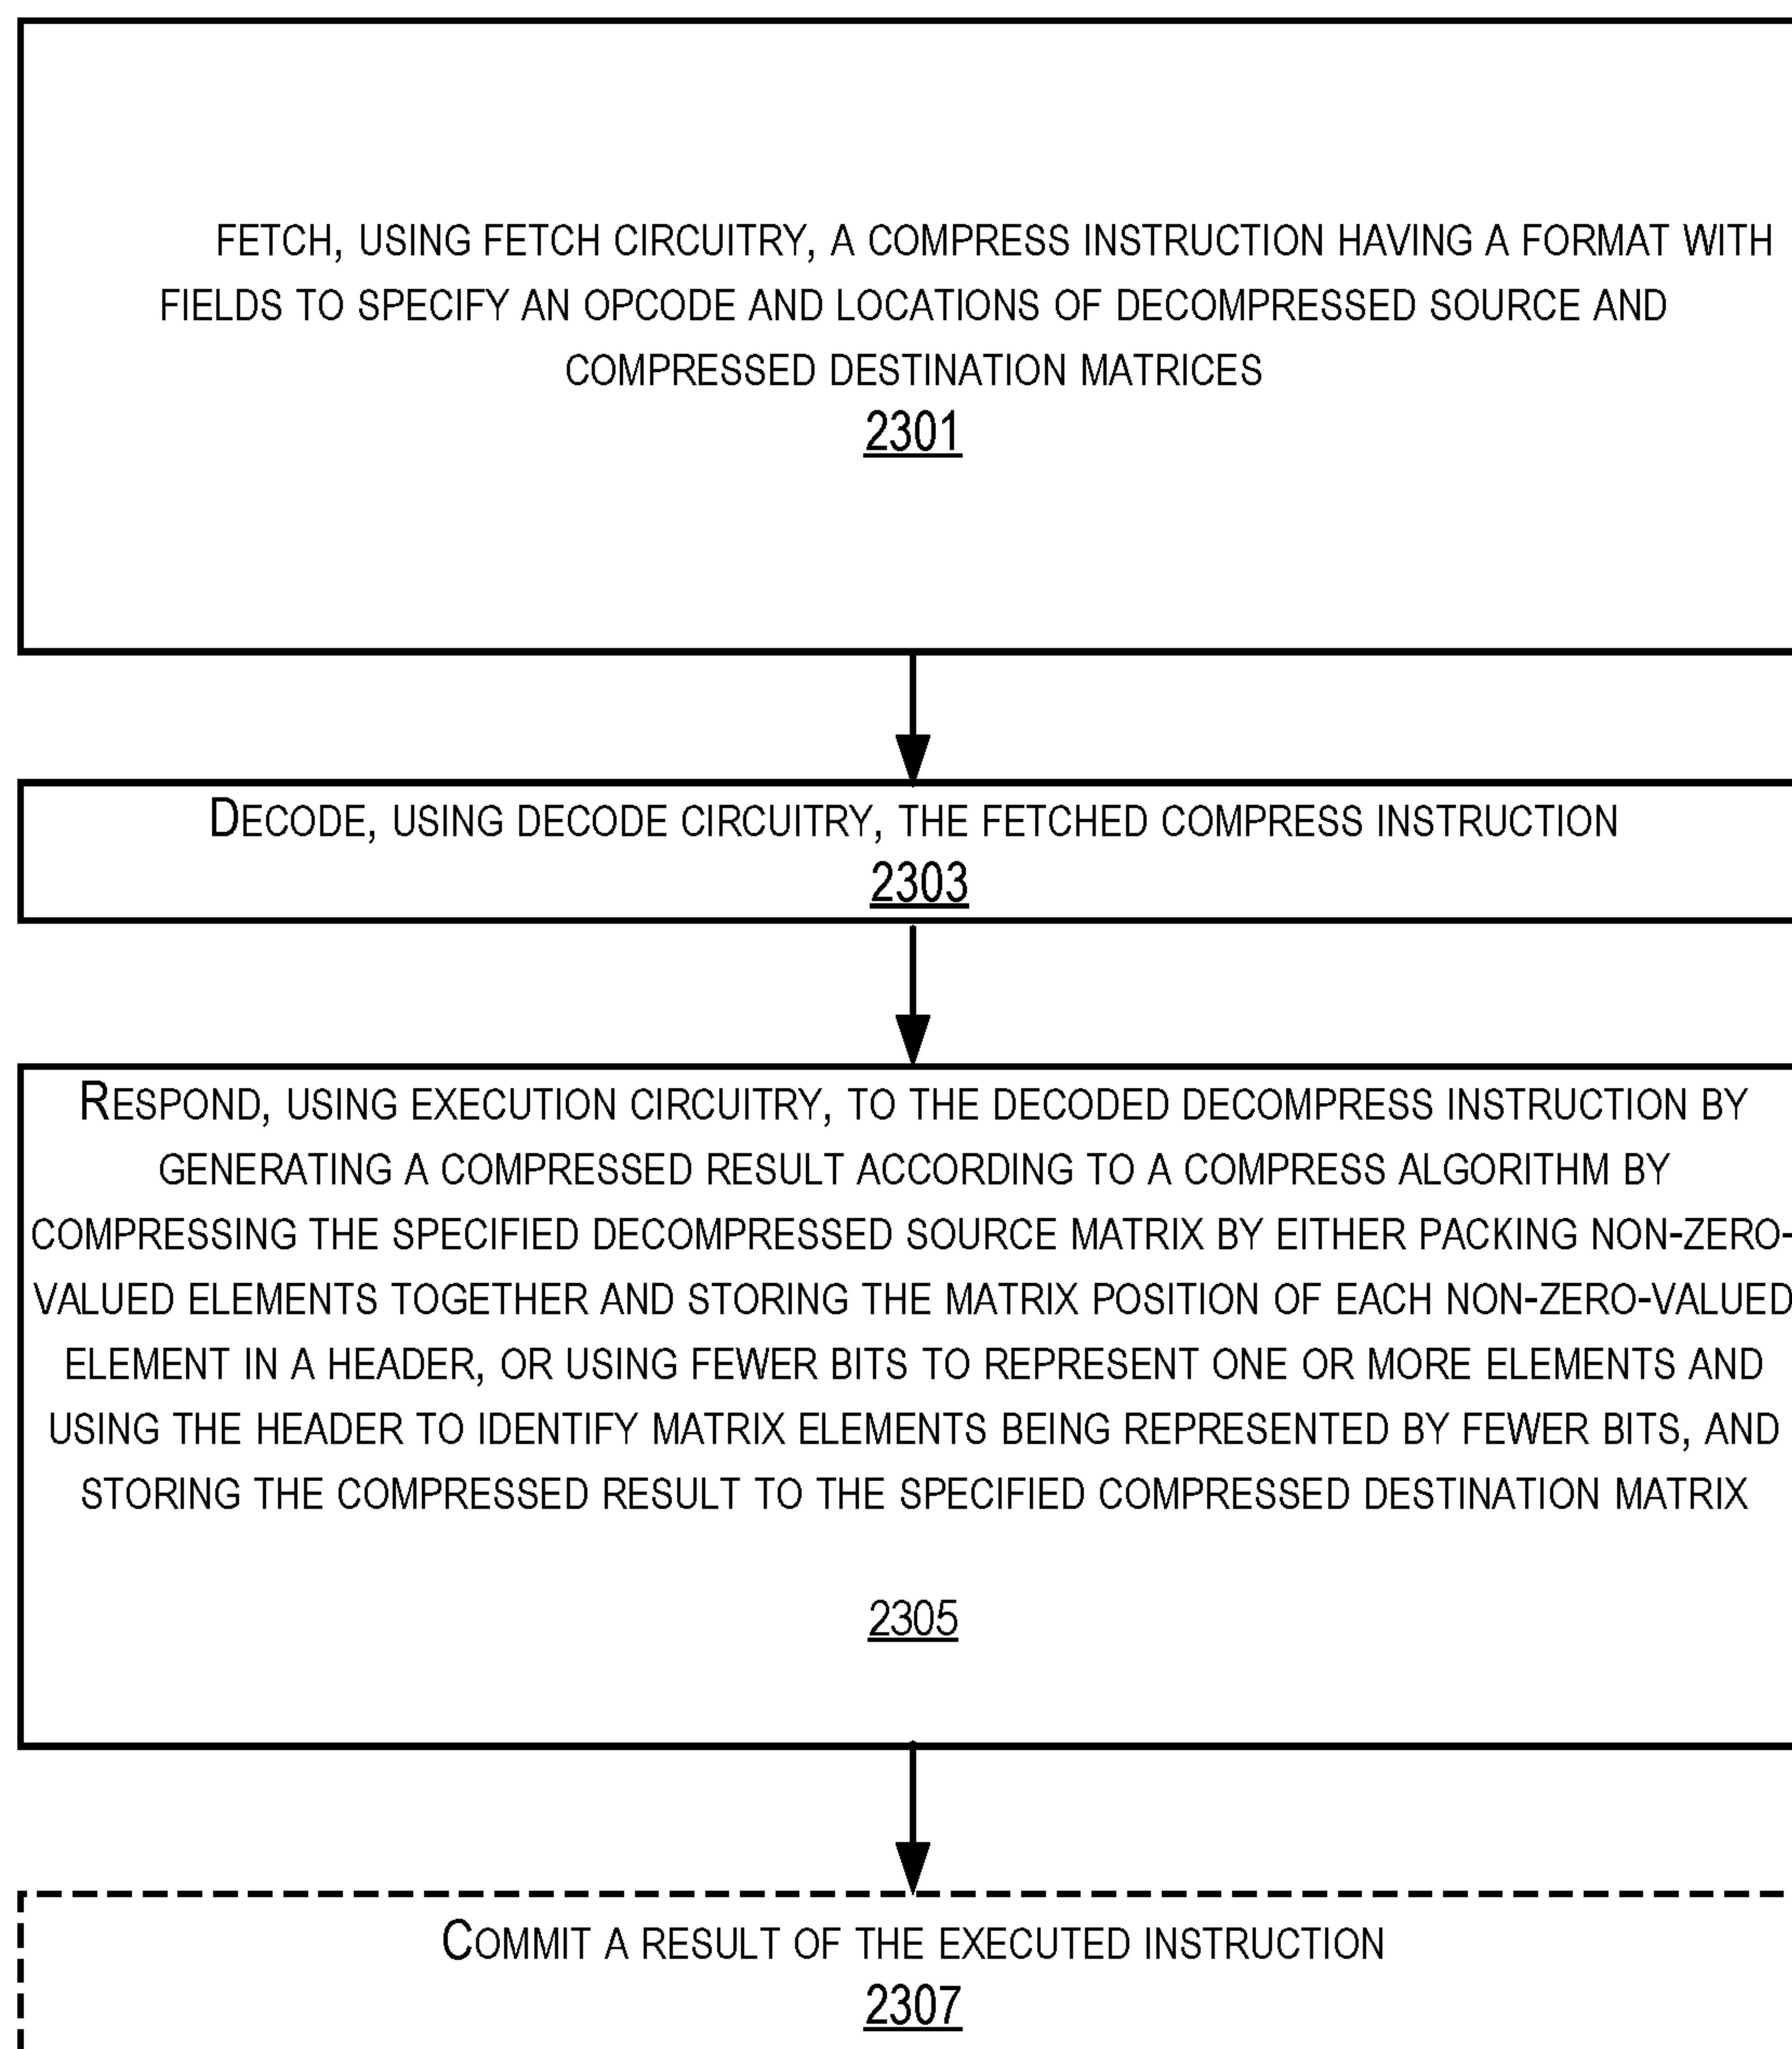 FETCH, USING FETCH CIRCUITRY, A COMPRESS INSTRUCTION HAVING A FORMAT WITH
FIELDS TO SPECIFY AN OPCODE AND LOCATIONS OF DECOMPRESSED SOURCE AND
COMPRESSED DESTINATION MATRICES
2301
DECODE, USING DECODE CIRCUITRY, THE FETCHED COMPRESS INSTRUCTION
2303
RESPOND, USING EXECUTION CIRCUITRY, TO THE DECODED DECOMPRESS INSTRUCTION BY
GENERATING A COMPRESSED RESULT ACCORDING TO A COMPRESS ALGORITHM BY
COMPRESSING THE SPECIFIED DECOMPRESSED SOURCE MATRIX BY EITHER PACKING NON-ZERO-
VALUED ELEMENTS TOGETHER AND STORING THE MATRIX POSITION OF EACH NON-ZERO-VALUED
ELEMENT IN A HEADER, OR USING FEWER BITS TO REPRESENT ONE OR MORE ELEMENTS AND
USING THE HEADER TO IDENTIFY MATRIX ELEMENTS BEING REPRESENTED BY FEWER BITS, AND
STORING THE COMPRESSED RESULT TO THE SPECIFIED COMPRESSED DESTINATION MATRIX
2305
COMMIT A RESULT OF THE EXECUTED INSTRUCTION
2307